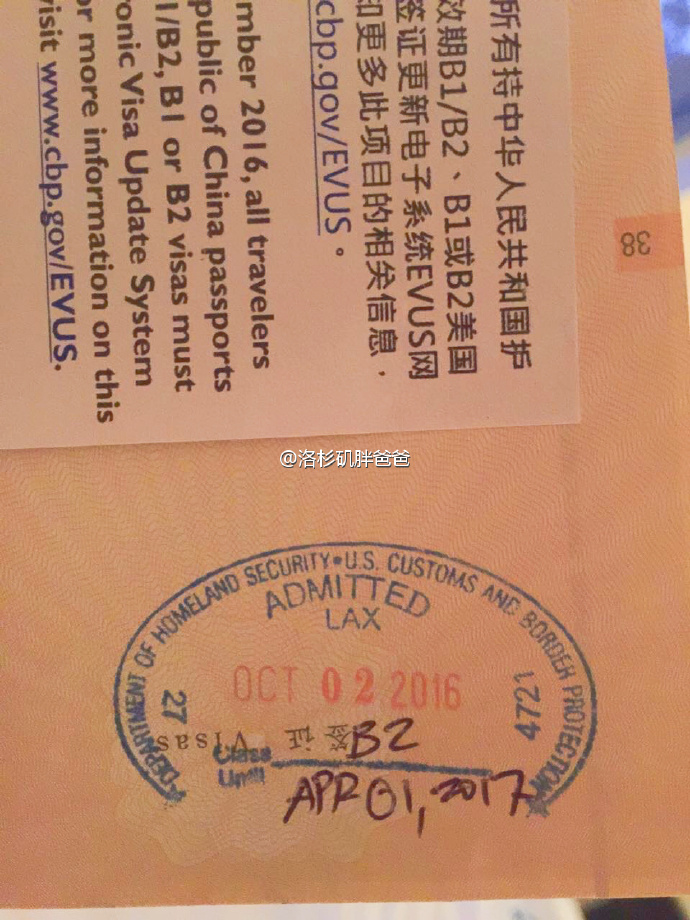 所有持中华人民共和国护
效期B1/B2、B1或B2美国
签证更新电子系统EVUS网
知更多此项目的相关信息，
.cbp.gov/EVUS。
mber 2016, all travelers
public of China passports
1/B2, B1 or B2 visas must
ronic Visa Update System
or more information on this
visit www.cbp.gov/EVUS.
38
@洛杉矶胖爸爸
DEPARTMENT OF HOMELAND SECURITY • U.S. CUSTOMS AND BORDER PROTECTION
ADMITTED
LAX
OCT 02 2016
27
4721
签证 Visas
Class
B2
Until
APR 01, 2017